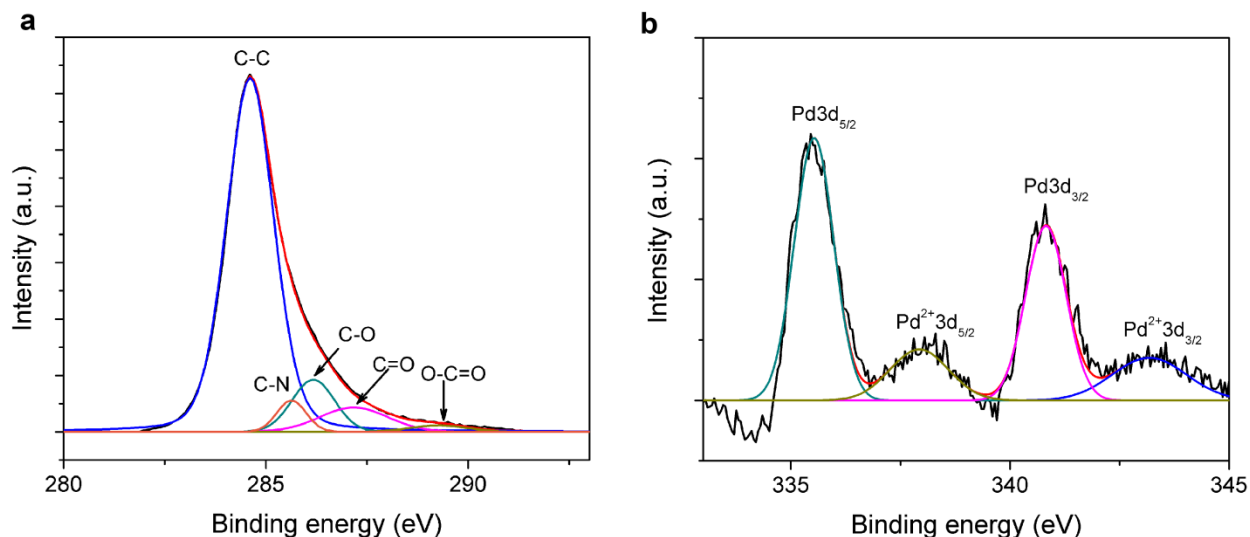 a
C-C
C-O
C=O
O-C=O
C-N
Intensity (a.u.)
280
285
290
Binding energy (eV)
b
Pd3d5/2
Pd3d3/2
Pd2+3d5/2
Pd2+3d3/2
Intensity (a.u.)
335
340
345
Binding energy (eV)